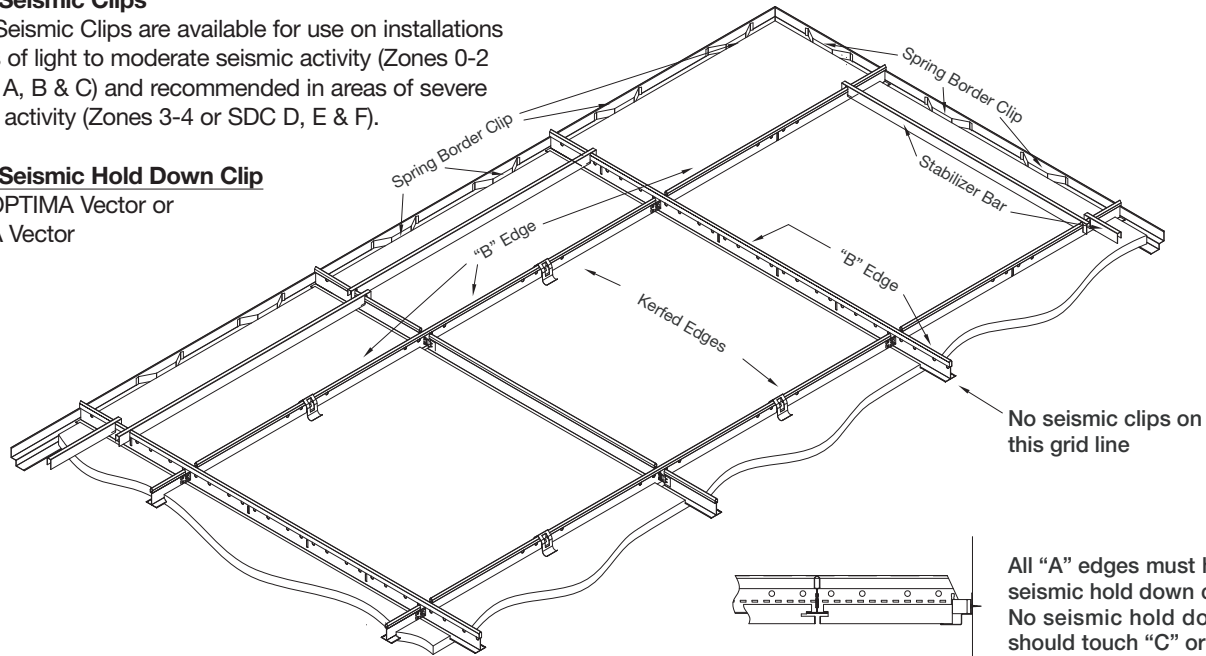 Seismic Clips
Seismic Clips are available for use on installations
of light to moderate seismic activity (Zones 0-2
A, B & C) and recommended in areas of severe
activity (Zones 3-4 or SDC D, E & F).
Seismic Hold Down Clip
OPTIMA Vector or
Vector
Spring Border Clip
Spring Border Clip
Stabilizer Bar
"B" Edge
"B" Edge
Kerfed Edges
No seismic clips on
this grid line
All “A” edges must
seismic hold down
No seismic hold
should touch “C” or